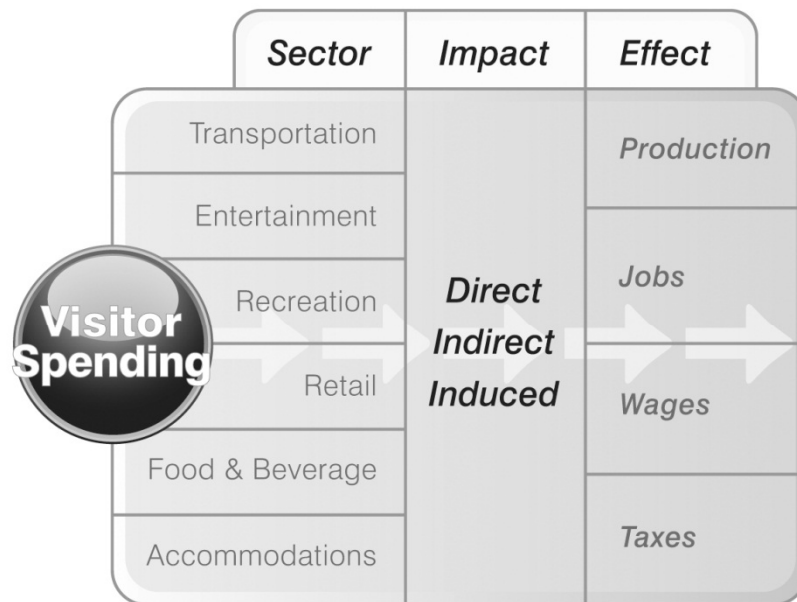 Sector
Impact
Effect
Visitor
Spending
Transportation
Entertainment
Recreation
Retail
Food & Beverage
Accommodations
Direct
Indirect
Induced
Production
Jobs
Wages
Taxes